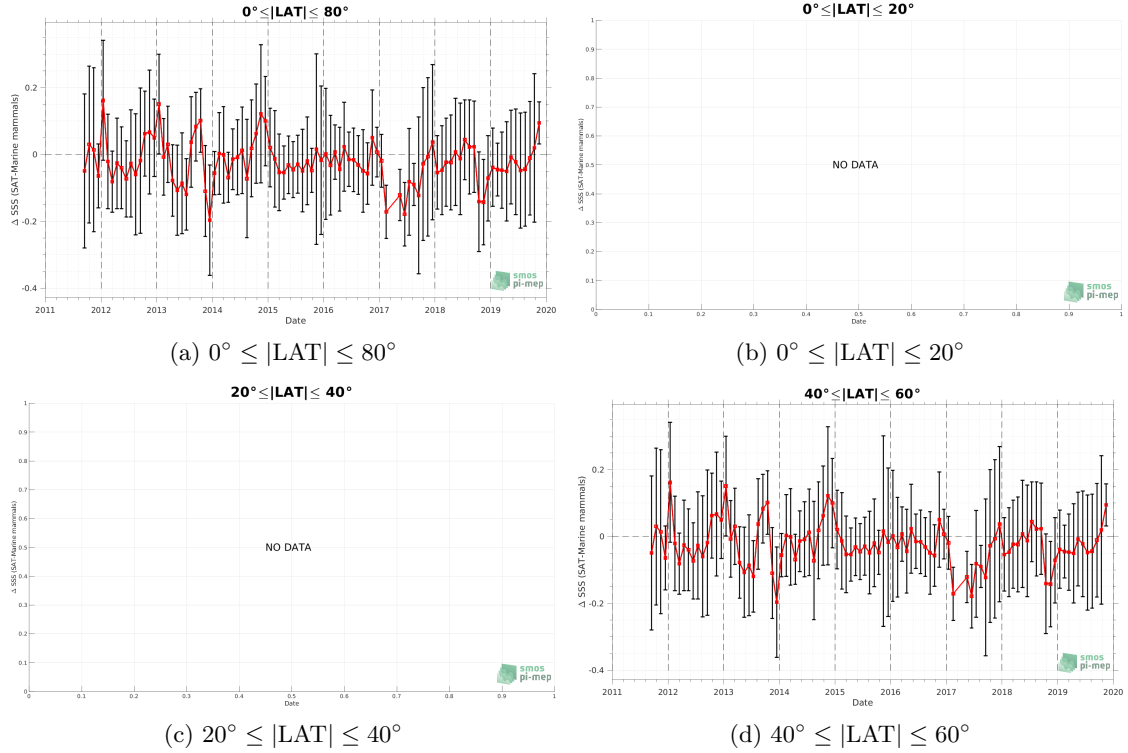 0°≤|LAT|≤ 80°
Δ SSS (SAT-Marine mammals)
0.2
0
-0.2
-0.4
2011 2012 2013 2014 2015 2016 2017 2018 2019 2020
Date
smos
pi-mep
(a) 0° ≤ |LAT| ≤ 80°
0°≤|LAT|≤ 20°
Δ SSS (SAT-Marine mammals)
1
0.9
0.8
0.7
0.6
0.5
0.4
0.3
0.2
0.1
0
NO DATA
0 0.1 0.2 0.3 0.4 0.5 0.6 0.7 0.8 0.9 1
Date
smos
pi-mep
(b) 0° ≤ |LAT| ≤ 20°
20°≤|LAT|≤ 40°
Δ SSS (SAT-Marine mammals)
1
0.9
0.8
0.7
0.6
0.5
0.4
0.3
0.2
0.1
0
NO DATA
0 0.1 0.2 0.3 0.4 0.5 0.6 0.7 0.8 0.9 1
Date
smos
pi-mep
(c) 20° ≤ |LAT| ≤ 40°
40°≤|LAT|≤ 60°
Δ SSS (SAT-Marine mammals)
0.2
0
-0.2
-0.4
2011 2012 2013 2014 2015 2016 2017 2018 2019 2020
Date
smos
pi-mep
(d) 40° ≤ |LAT| ≤ 60°